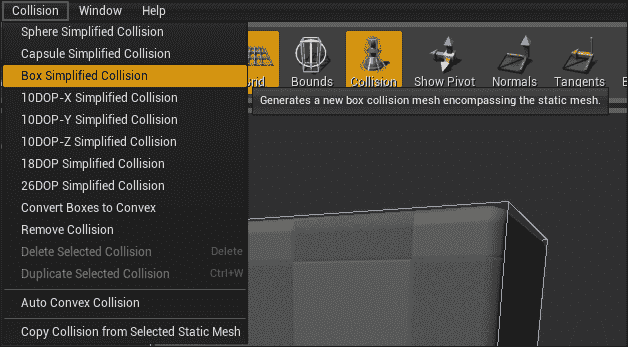 Collision Window Help
Sphere Simplified Collision
Capsule Simplified Collision
Box Simplified Collision
10DOP-X Simplified Collision
10DOP-Y Simplified Collision
10DOP-Z Simplified Collision
18DOP Simplified Collision
26DOP Simplified Collision
Convert Boxes to Convex
Remove Collision
Delete Selected Collision Delete
Duplicate Selected Collision Ctrl+W
Auto Convex Collision
Copy Collision from Selected Static Mesh
Bounds Collision Show Pivot Normals Tangents
Generates a new box collision mesh encompassing the static mesh.